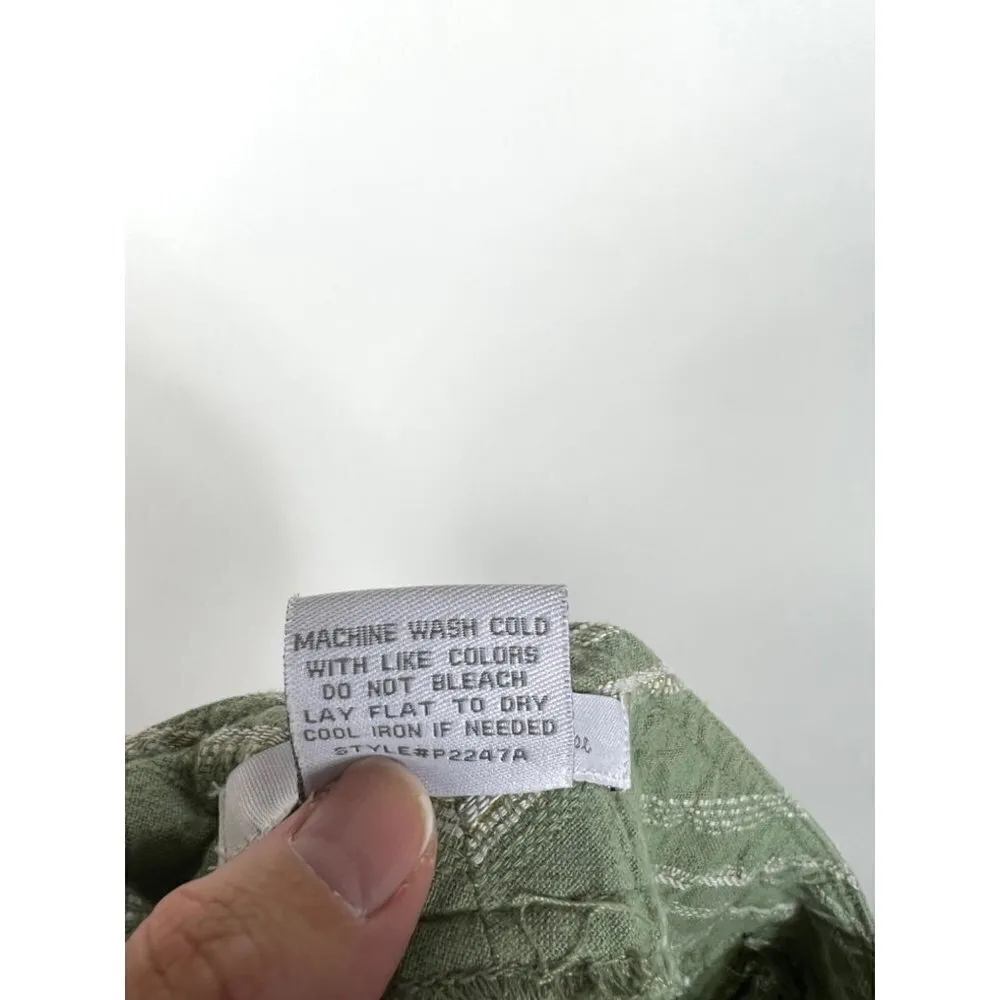 MACHINE WASH COLD
WITH LIKE COLORS
DO NOT BLEACH
LAY FLAT TO DRY
COOL IRON IF NEEDED
STYLE#P2247A